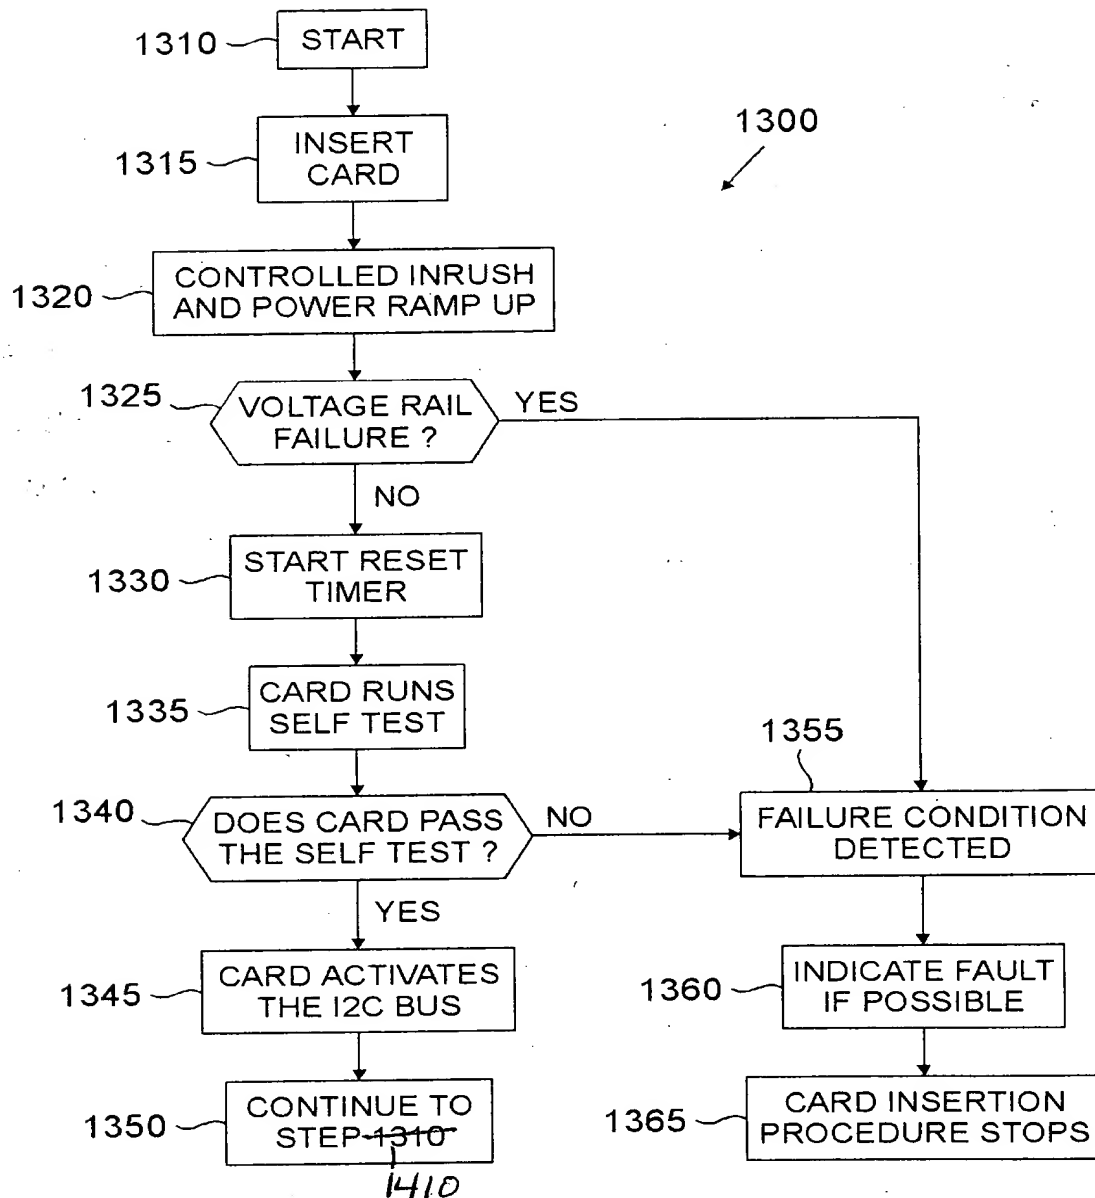 1310
START
1300
1315
INSERT
CARD
1320
CONTROLLED INRUSH
AND POWER RAMP UP
1325
VOLTAGE RAIL
FAILURE ?
YES
NO
1330
START RESET
TIMER
1335
CARD RUNS
SELF TEST
1340
DOES CARD PASS
THE SELF TEST ?
NO
1355
FAILURE CONDITION
DETECTED
YES
1345
CARD ACTIVATES
THE I2C BUS
1360
INDICATE FAULT
IF POSSIBLE
1350
CONTINUE TO
STEP 1310
1410
1365
CARD INSERTION
PROCEDURE STOPS